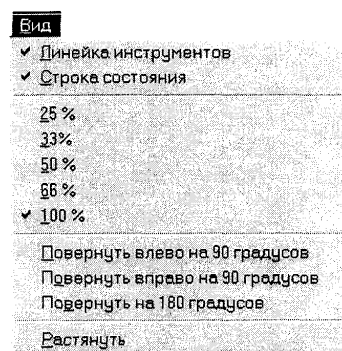 Вид
✔ Линейка инструментов
✔ Строка состояния
25 %
33%
50 %
66 %
✔ 100 %
Повернуть влево на 90 градусов
Повернуть вправо на 90 градусов
Повернуть на 180 градусов
Растянуть